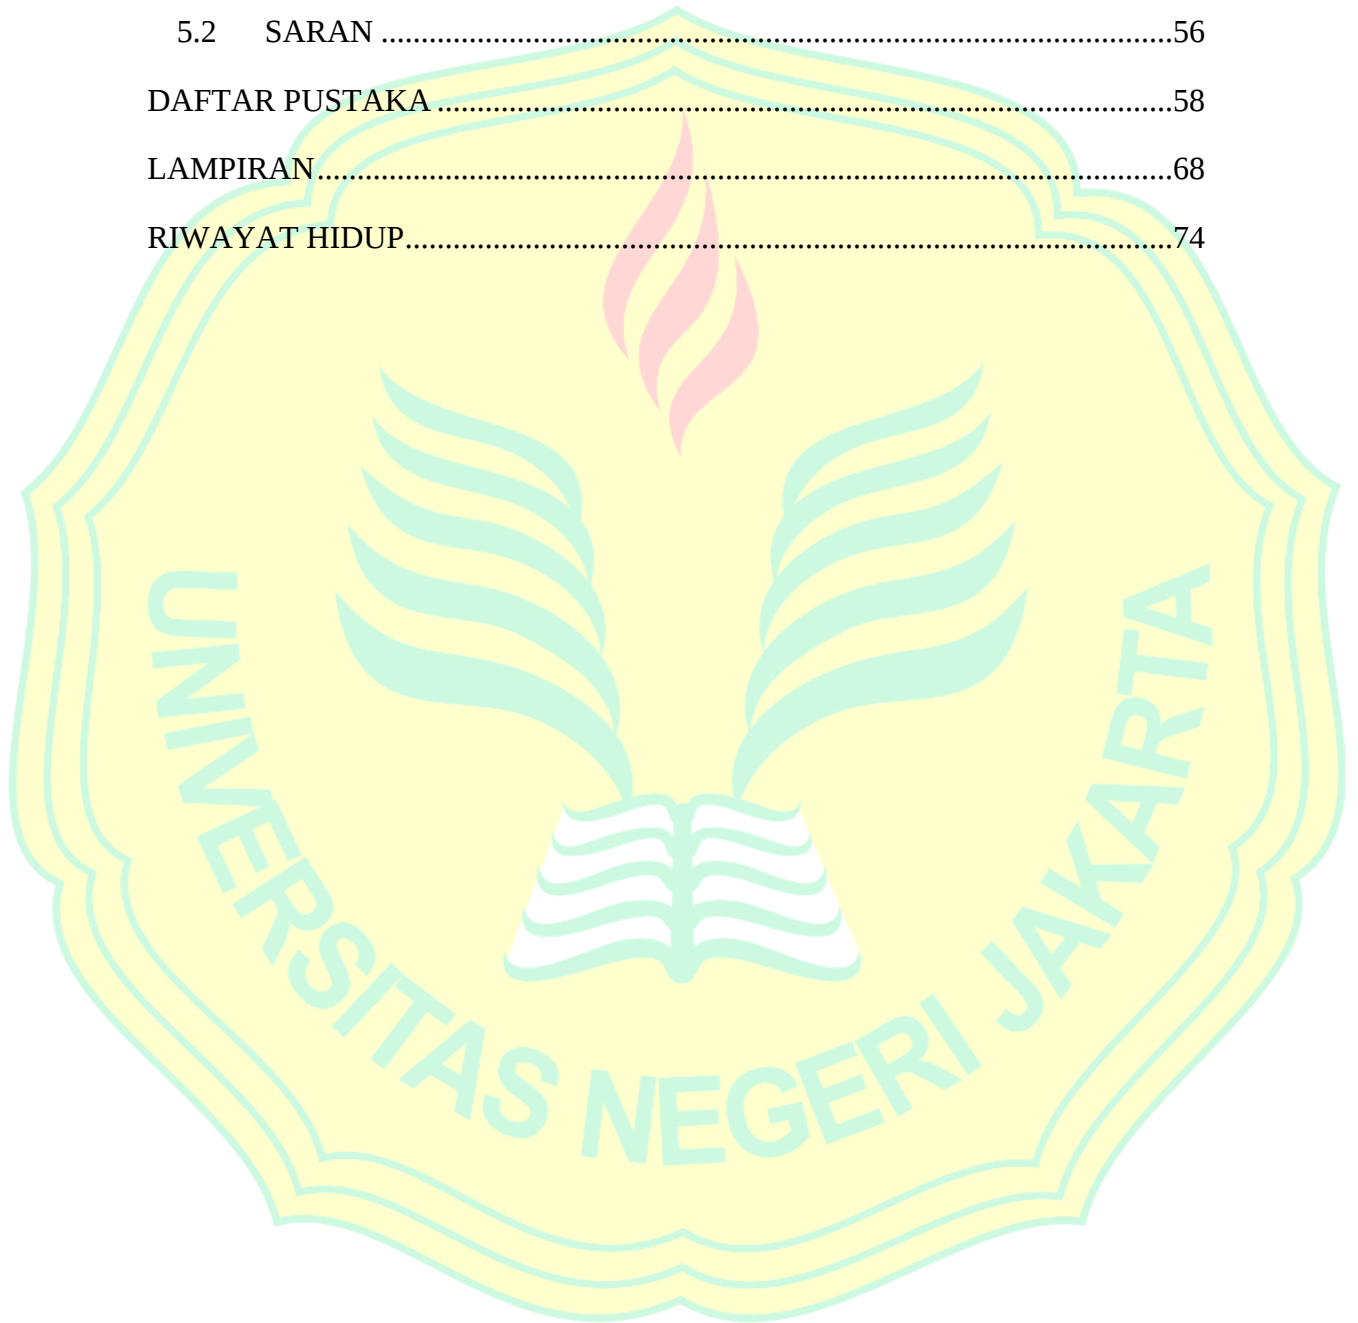 5.2 SARAN ........................................................................................................56
DAFTAR PUSTAKA ................................................................................................58
LAMPIRAN................................................................................................................68
RIWAYAT HIDUP....................................................................................................74
UNIVERSITAS NEGERI JAKARTA